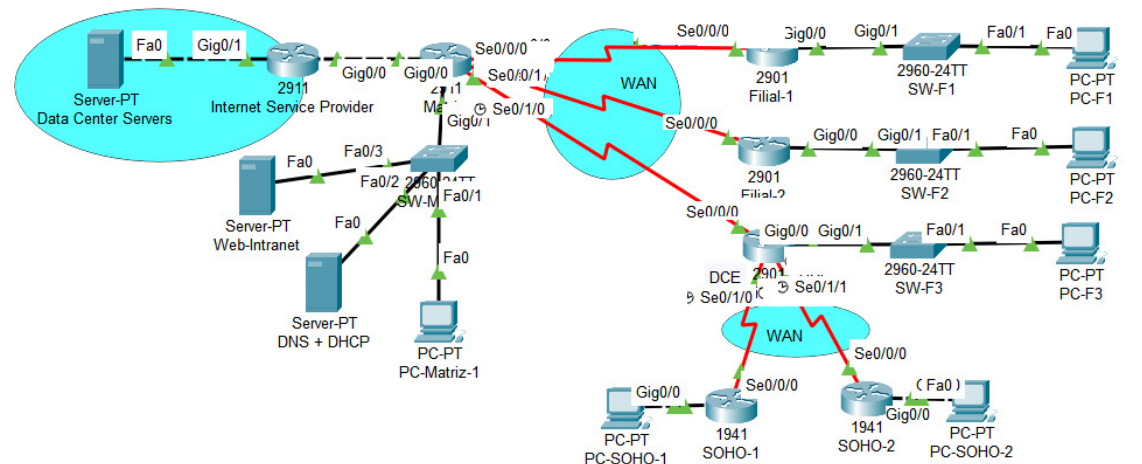 Fa0
Gig0/1
Server-PT
Data Center Servers
2911
Internet Service Provider
Gig0/0
Gig0/0
Se0/0/0
Se0/0/1
Se0/1/0
Gig0/1
WAN
Se0/0/0
2901
Filial-1
Gig0/1
2960-24TT
SW-F1
Fa0/1
Fa0
PC-PT
PC-F1
Se0/0/0
2901
Filial-2
Gig0/0
Gig0/1
Fa0/1
2960-24TT
SW-F2
Fa0
PC-PT
PC-F2
Se0/0/0
Gig0/0
Gig0/1
2901
DCE
Se0/1/0
Se0/1/1
Fa0/1
2960-24TT
SW-F3
Fa0
PC-PT
PC-F3
Fa0
Fa0/3
Fa0/2
Fa0/1
Server-PT
Web-Intranet
Fa0
Server-PT
DNS + DHCP
Fa0
PC-PT
PC-Matriz-1
WAN
Gig0/0
Se0/0/0
PC-PT
PC-SOHO-1
1941
SOHO-1
Se0/0/0
Fa0
Gig0/0
1941
SOHO-2
PC-PT
PC-SOHO-2